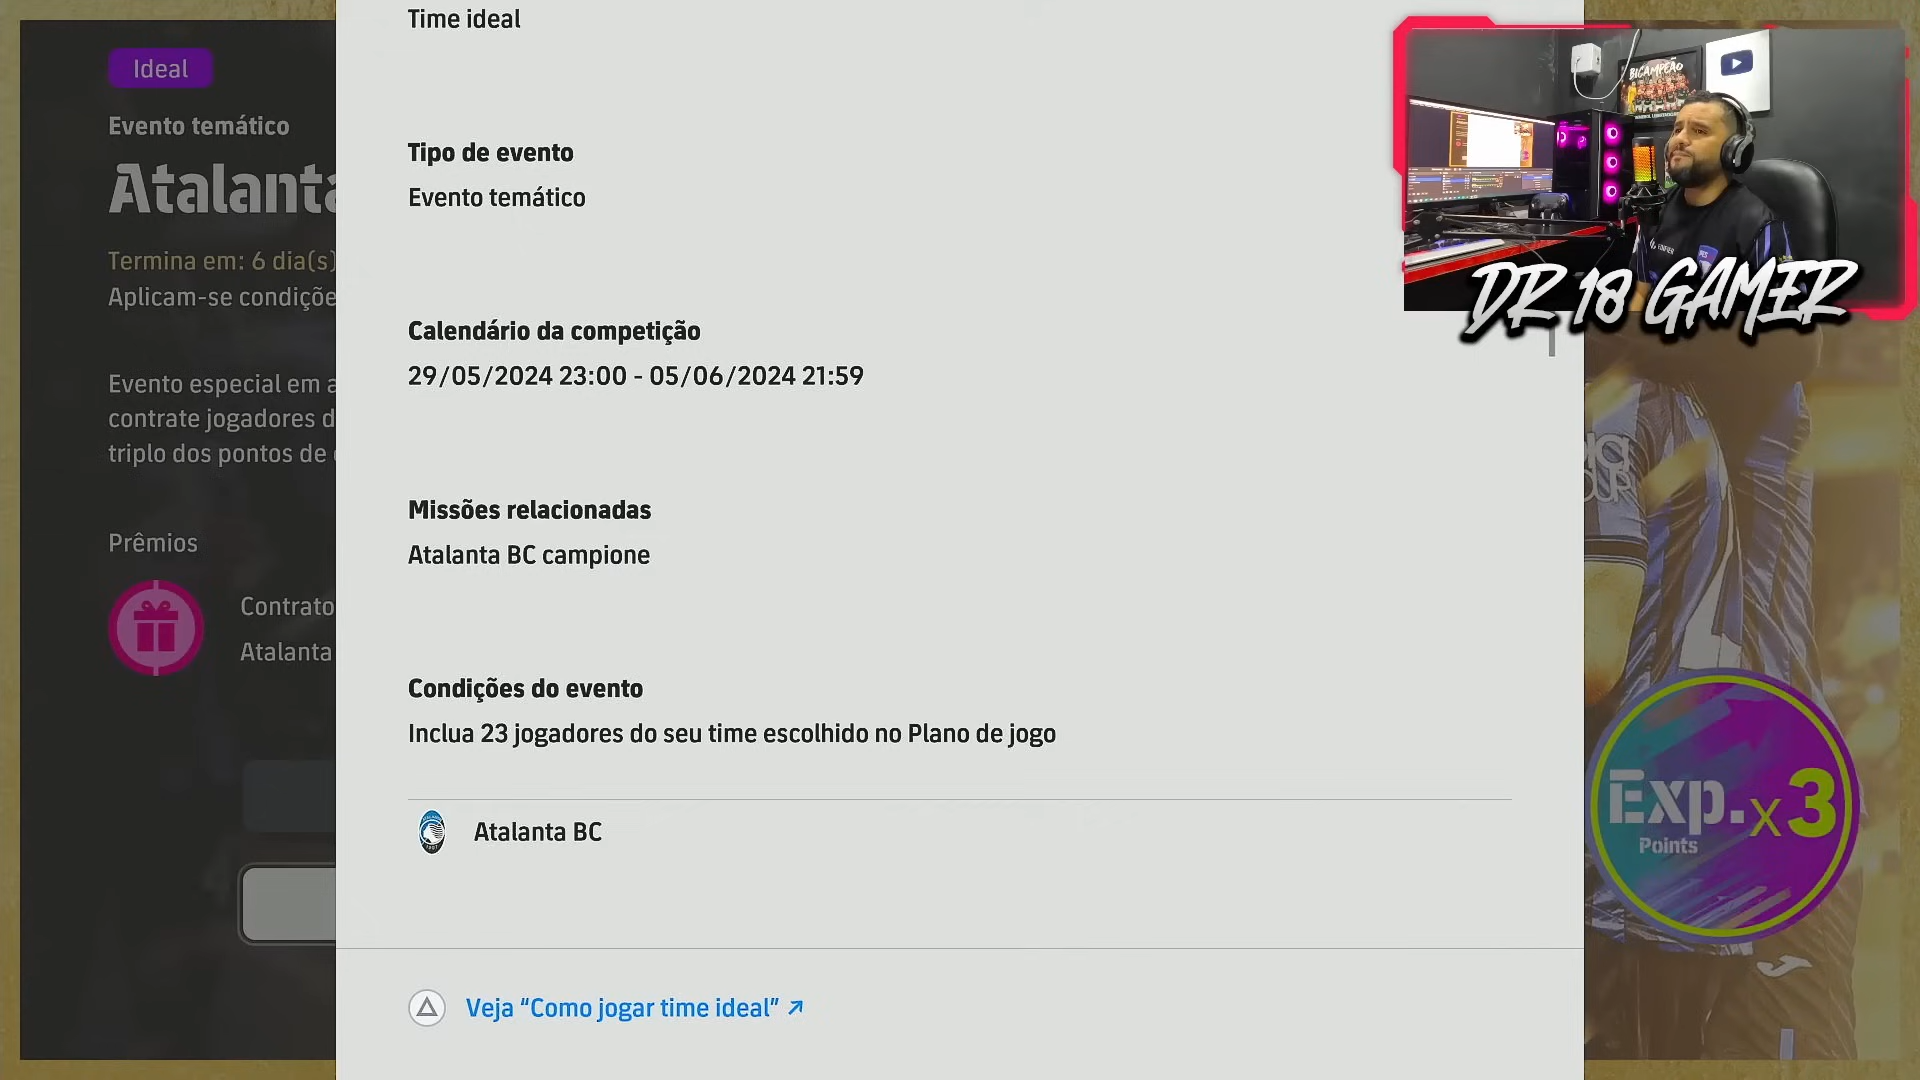 Ideal
Evento temático
Atalanta
Termina em: 6 dia(s)
Aplicam-se condiçõe
Evento especial em a
contrate jogadores d
triplo dos pontos de
Prêmios
Contrato
Atalanta
Time ideal
Tipo de evento
Evento temático
Calendário da competição
29/05/2024 23:00 - 05/06/2024 21:59
Missões relacionadas
Atalanta BC campione
Condições do evento
Inclua 23 jogadores do seu time escolhido no Plano de jogo
Atalanta BC
Veja “Como jogar time ideal”
BICAMPEÃO
DR 18 GAMER
Exp. x3
Points